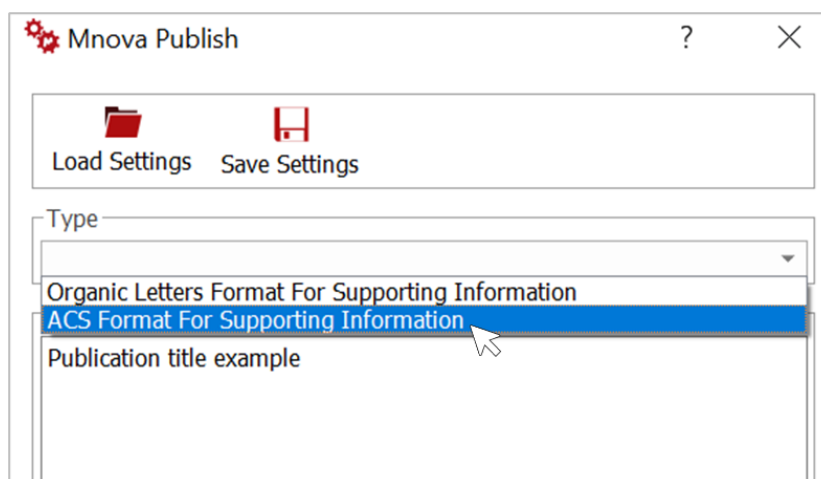 Mnova Publish ?
Load Settings Save Settings
Type
Organic Letters Format For Supporting Information
ACS Format For Supporting Information
Publication title example